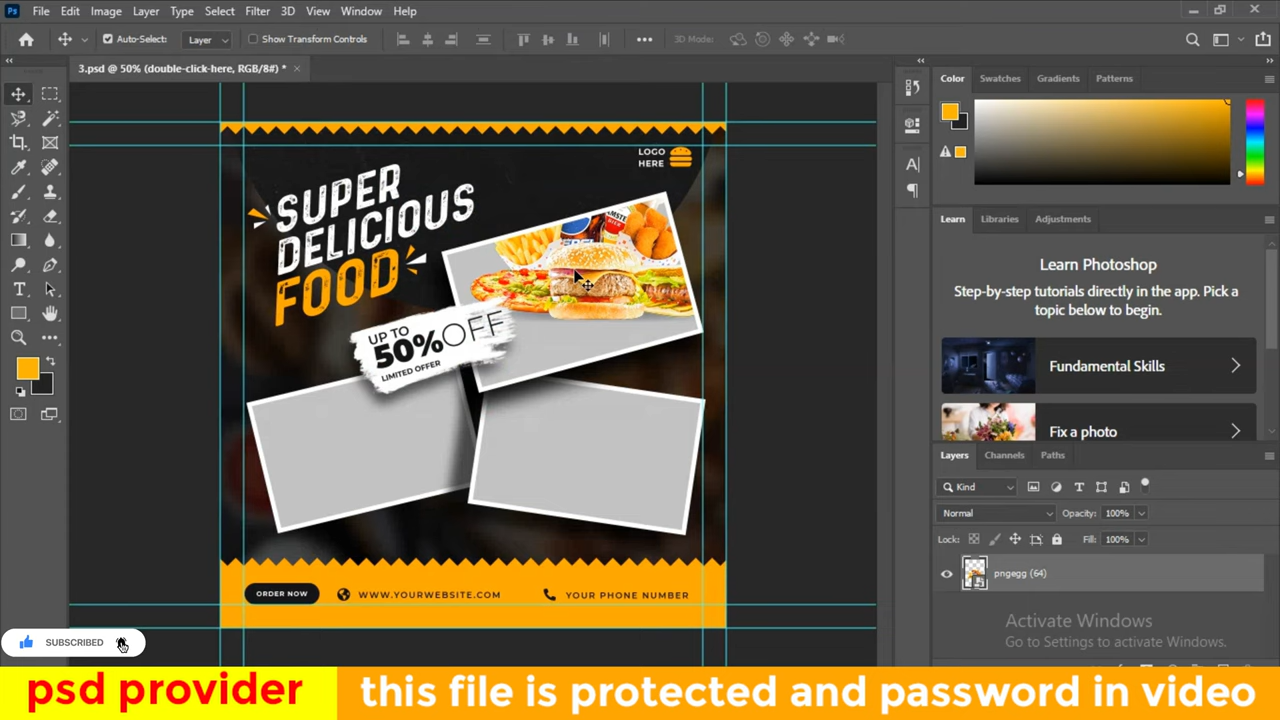 Ps File Edit Image Layer Type Select Filter 3D View Window Help
Auto-Select: Layer Show Transform Controls 3D Mode:
3.psd @ 50% (double-click-here, RGB/8#) *
Color Swatches Gradients Patterns
LOGO
HERE
SUPER
DELICIOUS
FOOD
UP TO
50% OFF
LIMITED OFFER
ORDER NOW WWW.YOURWEBSITE.COM YOUR PHONE NUMBER
Learn Libraries Adjustments
Learn Photoshop
Step-by-step tutorials directly in the app. Pick a
topic below to begin.
Fundamental Skills
Fix a photo
Layers Channels Paths
Kind
Normal Opacity: 100%
Lock: Fill: 100%
pngegg (64)
Activate Windows
Go to Settings to activate Windows.
SUBSCRIBED
psd provider
this file is protected and password in video